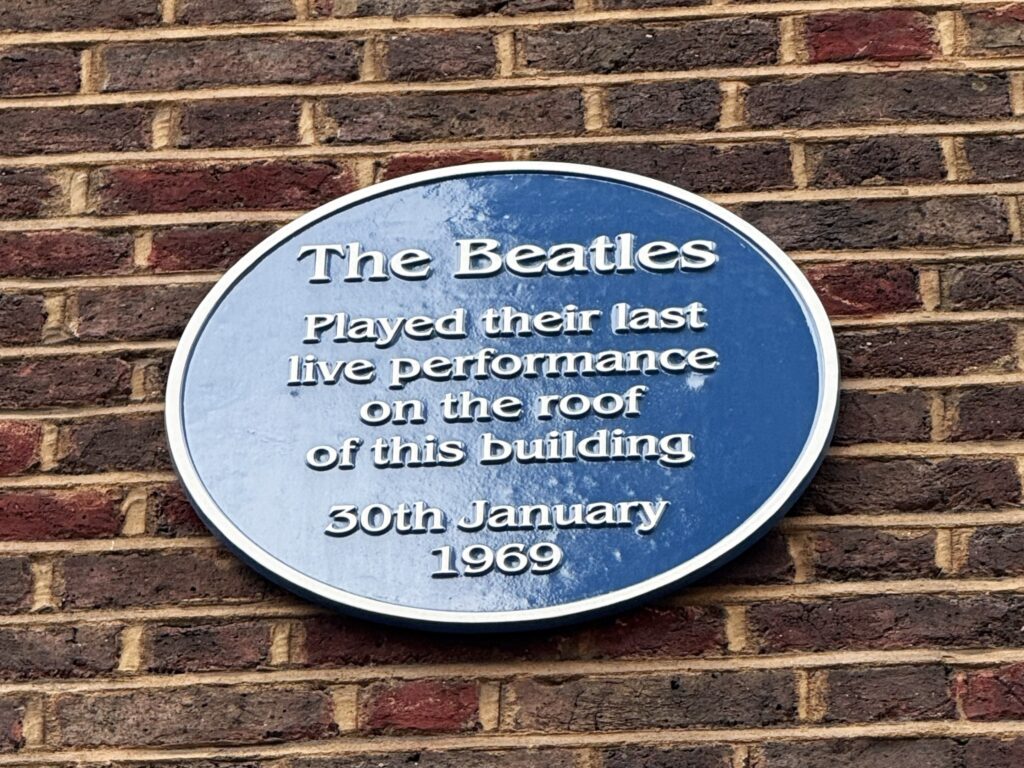 The Beatles
Played their last
live performance
on the roof
of this building
30th January
1969